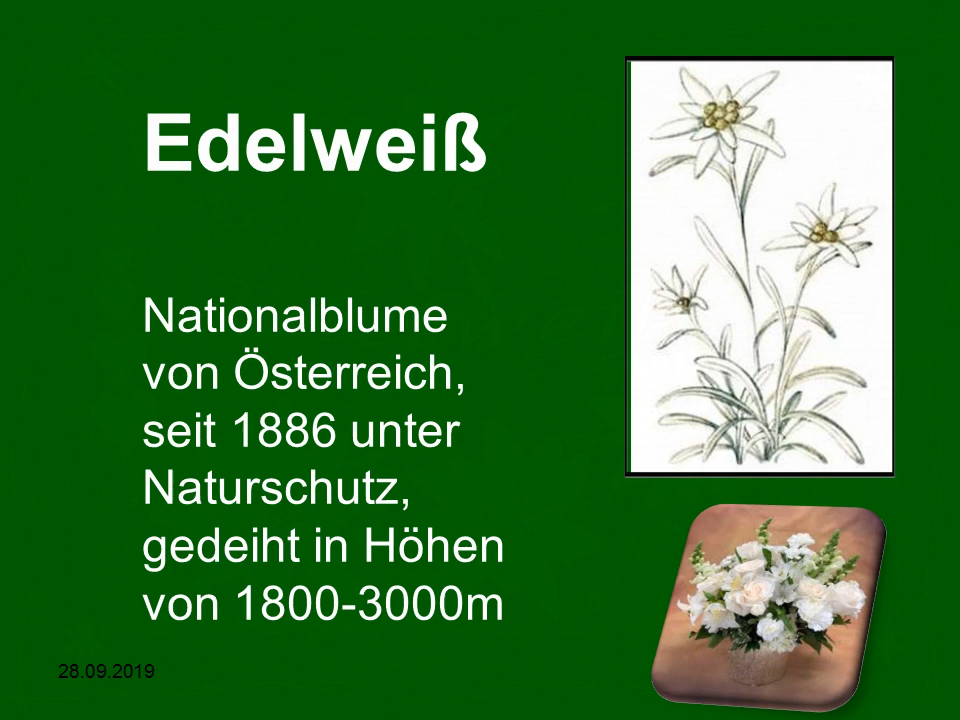 Edelweiß
Nationalblume
von Österreich,
seit 1886 unter
Naturschutz,
gedeiht in Höhen
von 1800-3000m
28.09.2019